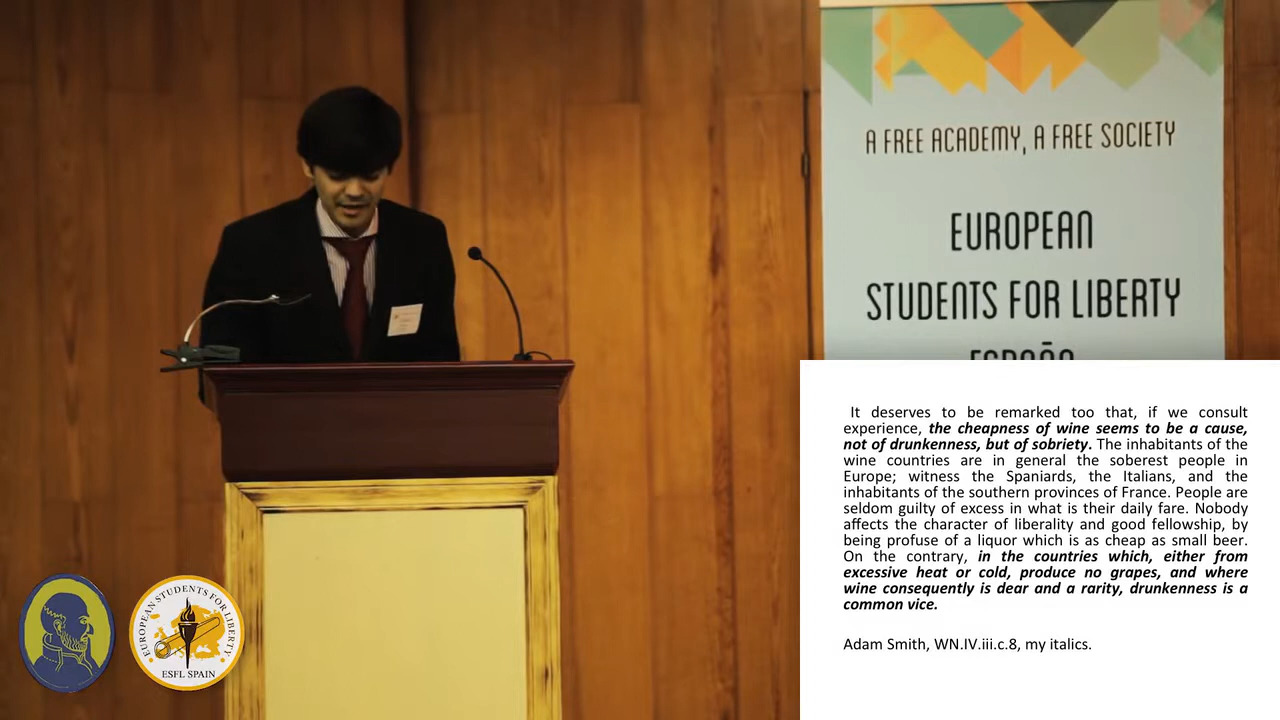 A FREE ACADEMY, A FREE SOCIETY
EUROPEAN
STUDENTS FOR LIBERTY
ESPAÑA
It deserves to be remarked too that, if we consult
experience, the cheapness of wine seems to be a cause,
not of drunkenness, but of sobriety. The inhabitants of the
wine countries are in general the soberest people in
Europe; witness the Spaniards, the Italians, and the
inhabitants of the southern provinces of France. People are
seldom guilty of excess in what is their daily fare. Nobody
affects the character of liberality and good fellowship, by
being profuse of a liquor which is as cheap as small beer.
On the contrary, in the countries which, either from
excessive heat or cold, produce no grapes, and where
wine consequently is dear and a rarity, drunkenness is a
common vice.
Adam Smith, WN.IV.iii.c.8, my italics.
EUROPEAN STUDENTS FOR LIBERTY
ESFL SPAIN